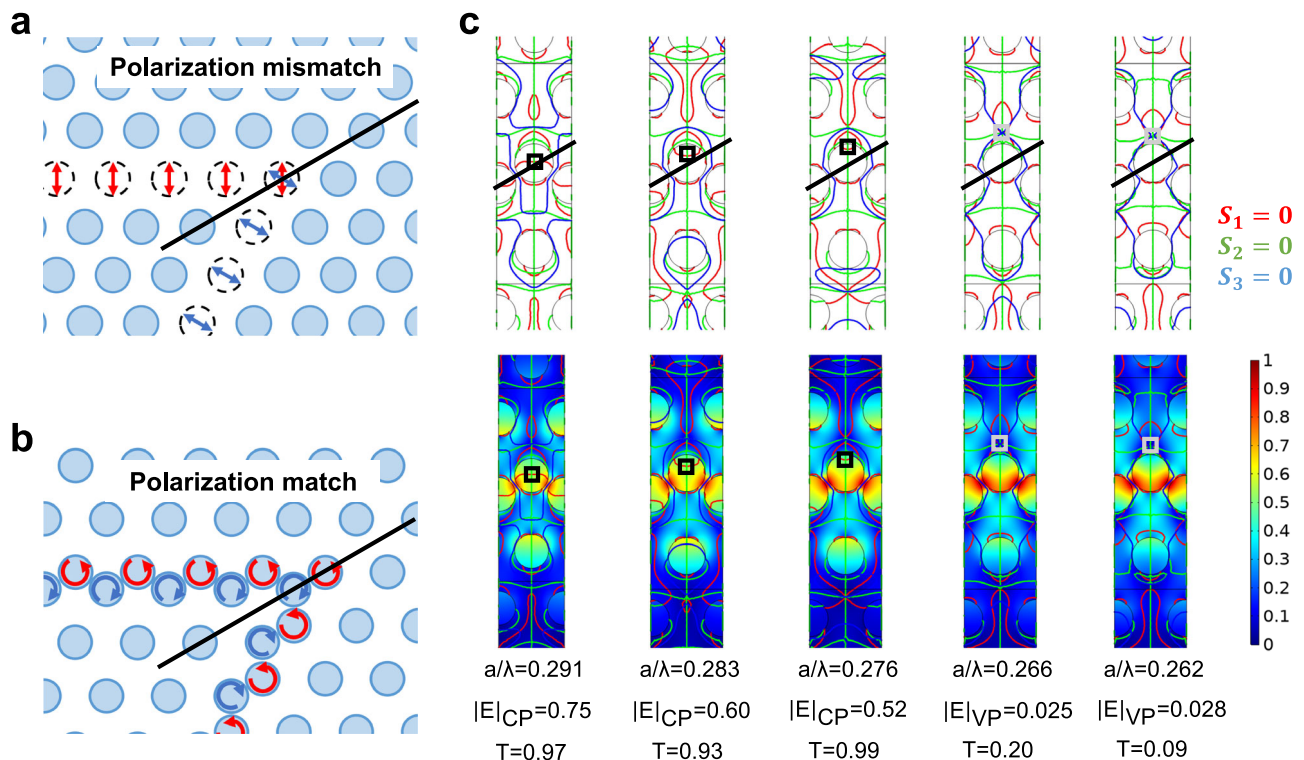 a
Polarization mismatch
b
Polarization match
c
S₁ = 0
S₂ = 0
S₃ = 0
1
0.9
0.8
0.7
0.6
0.5
0.4
0.3
0.2
0.1
0
a/λ=0.291 a/λ=0.283 a/λ=0.276 a/λ=0.266 a/λ=0.262
|E|CP=0.75 |E|CP=0.60 |E|CP=0.52 |E|VP=0.025 |E|VP=0.028
T=0.97 T=0.93 T=0.99 T=0.20 T=0.09